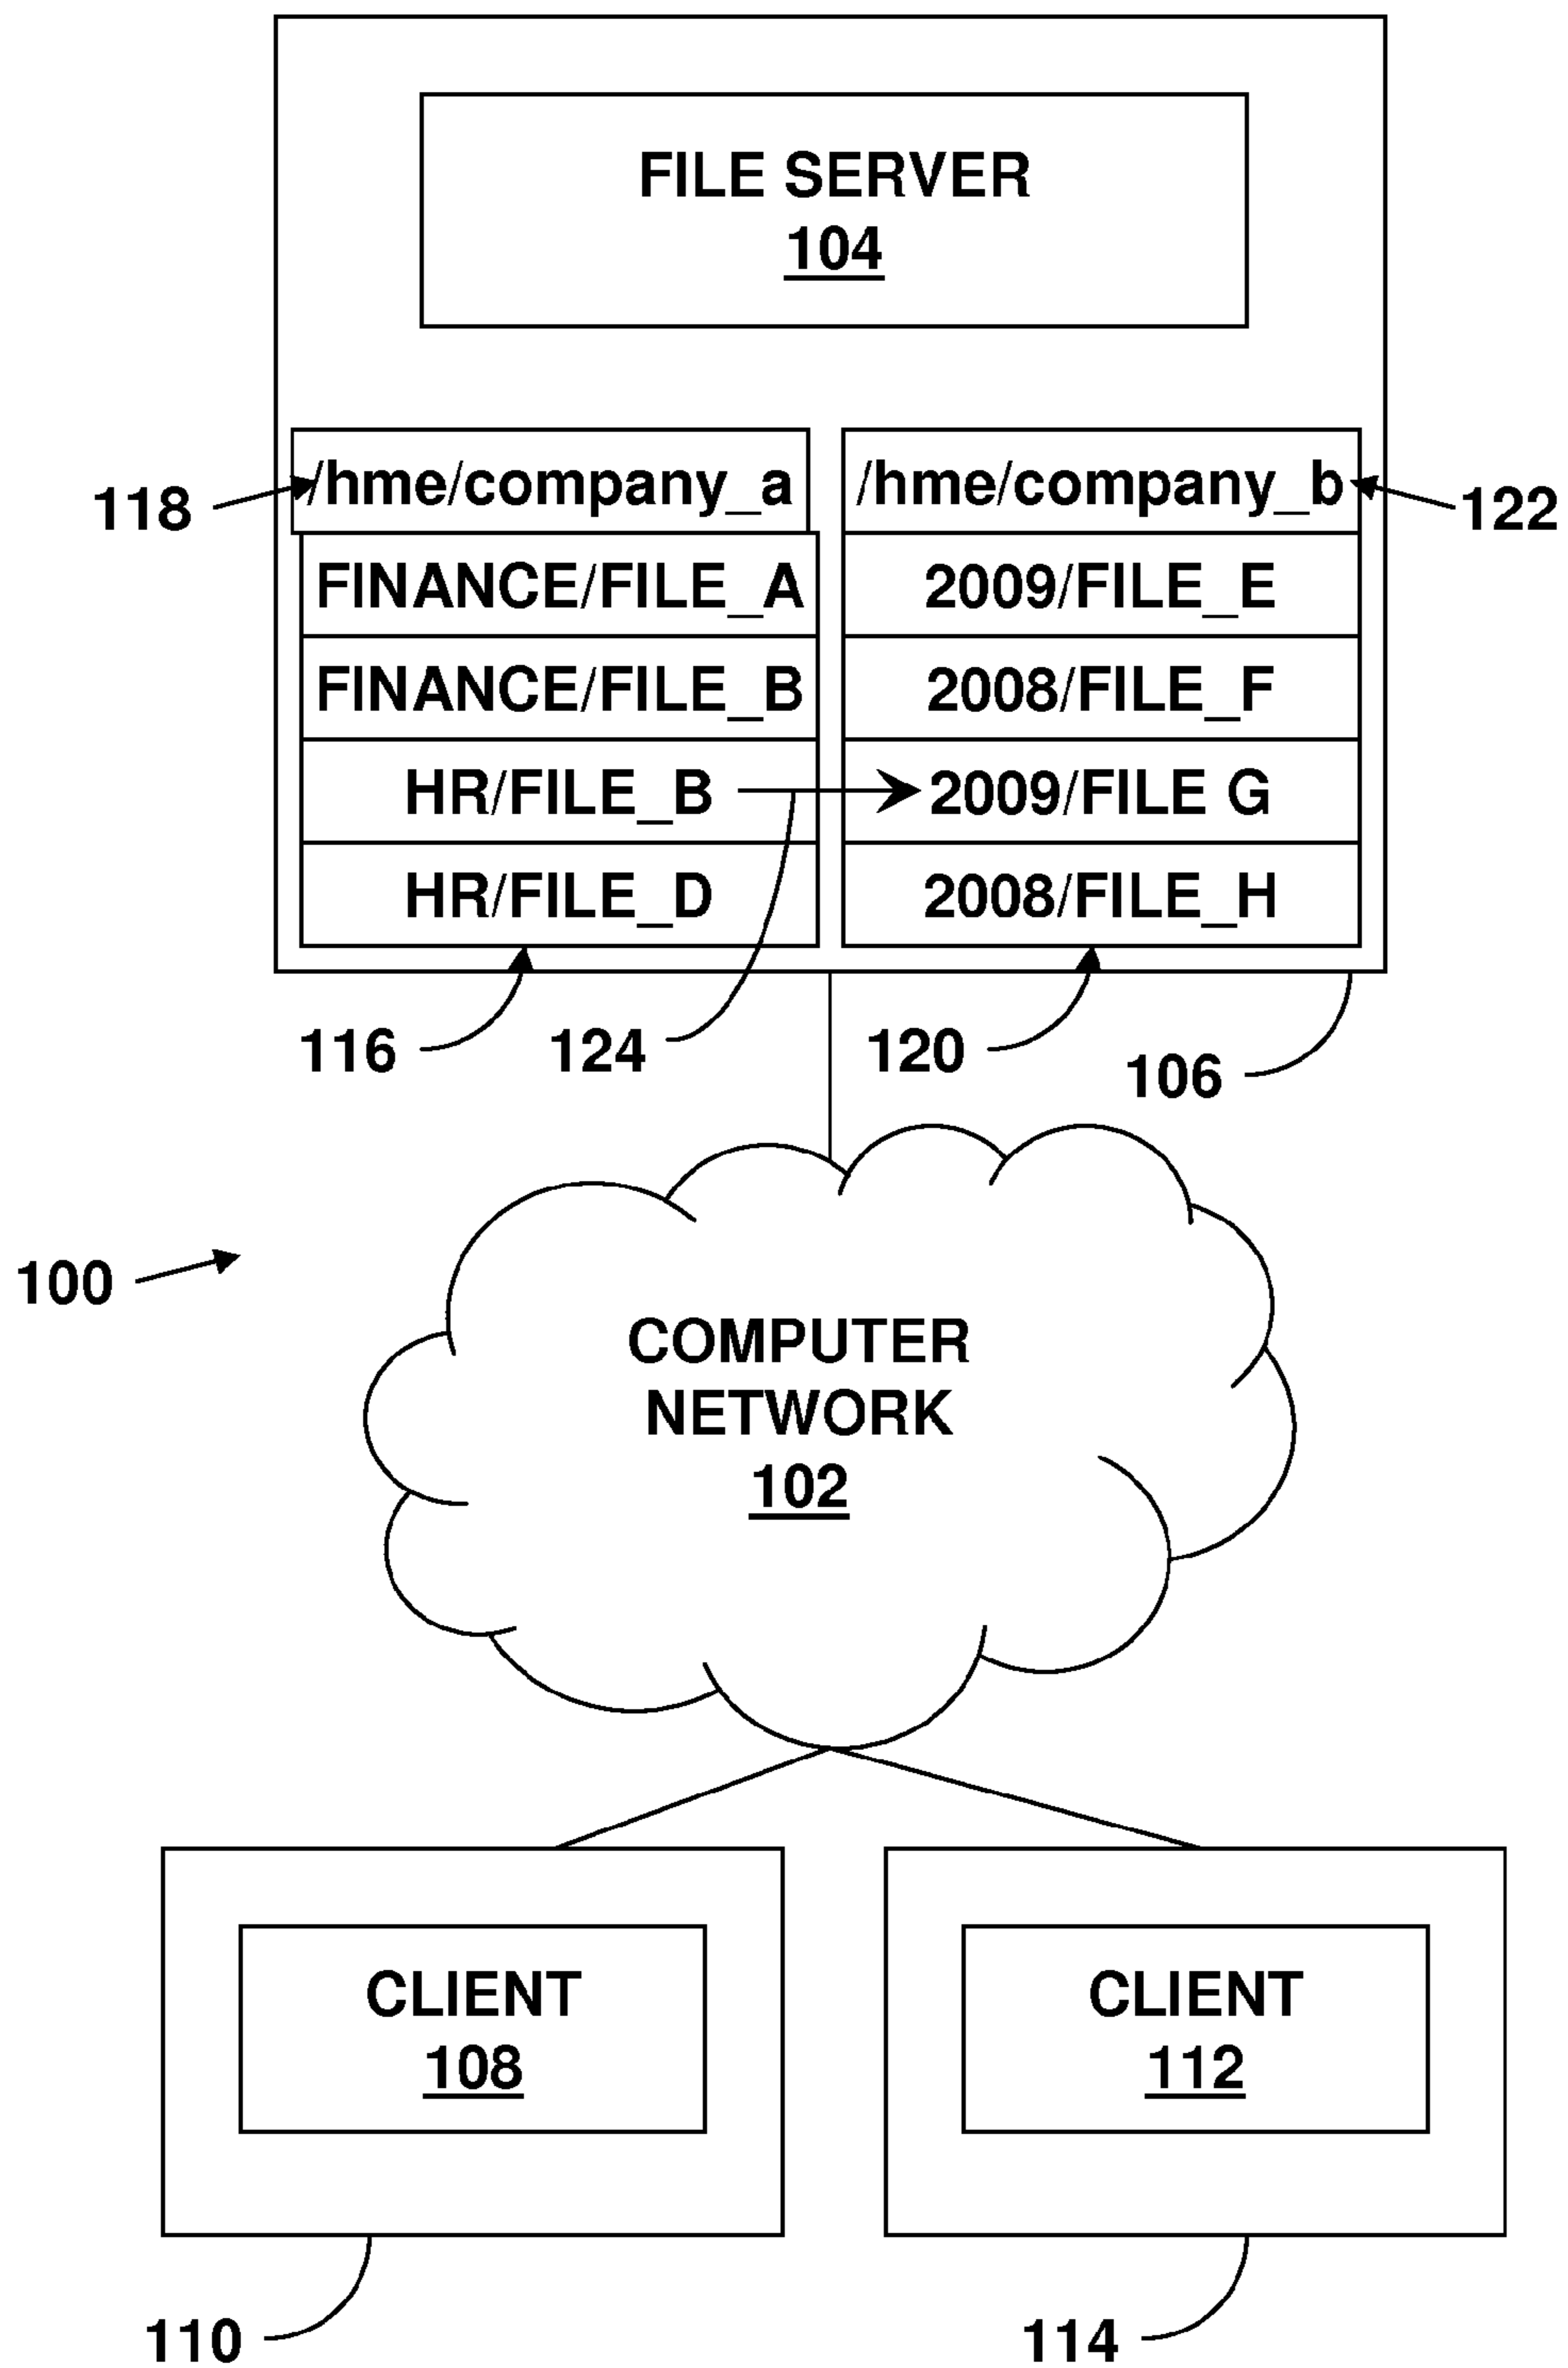 FILE SERVER
104
/hme/company_a
/hme/company_b
118
122
FINANCE/FILE_A
2009/FILE_E
FINANCE/FILE_B
2008/FILE_F
HR/FILE_B
2009/FILE G
HR/FILE_D
2008/FILE_H
116
124
120
106
100
COMPUTER
NETWORK
102
CLIENT
108
CLIENT
112
110
114